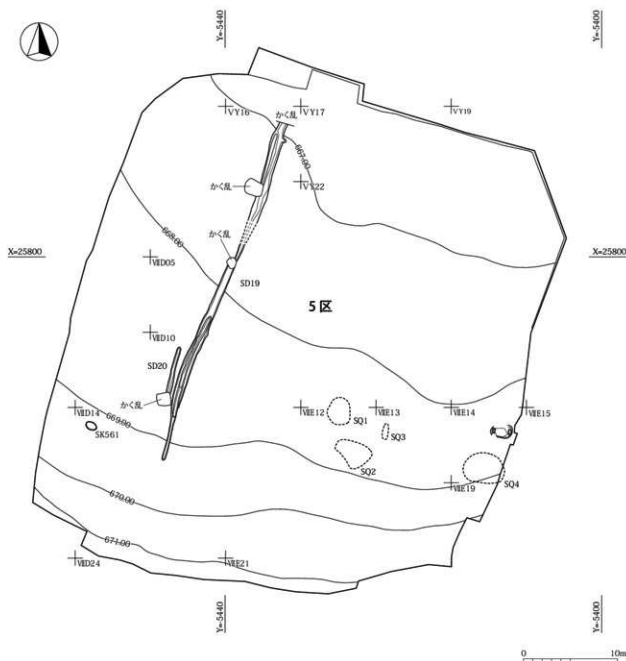 Y=-5440
Y=-5400
VY16
かく乱
VY17
VY19
667.00
かく乱
VY22
668.00
かく乱
X=25800
X=25800
VIID05
SD19
5区
VIID10
SD20
かく乱
VIID14
669.00
SK561
VIIE12
SQ1
VIIE13
SQ3
VIIE14
VIIE15
SQ2
VIIE19
SQ4
670.00
671.00
VIID24
VIIE21
Y=-5440
Y=-5400
0
10m